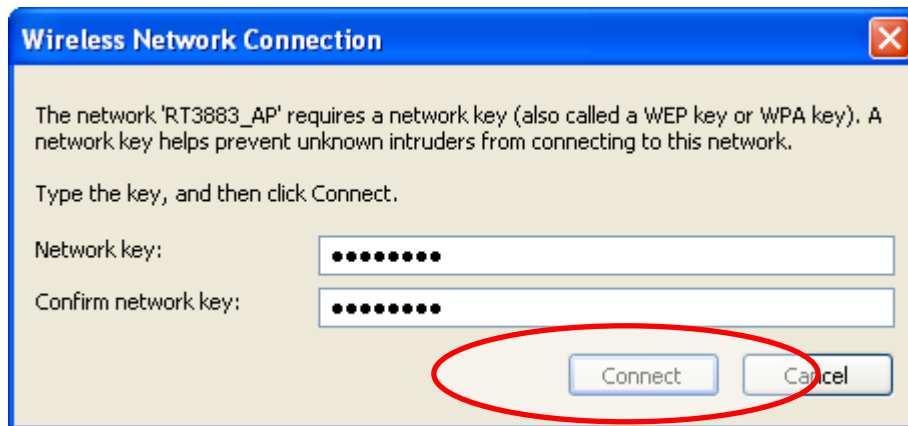 Wireless Network Connection
The network 'RT3883_AP' requires a network key (also called a WEP key or WPA key). A
network key helps prevent unknown intruders from connecting to this network.
Type the key, and then click Connect.
Network key: ●●●●●●●●
Confirm network key: ●●●●●●●●
Connect Cancel